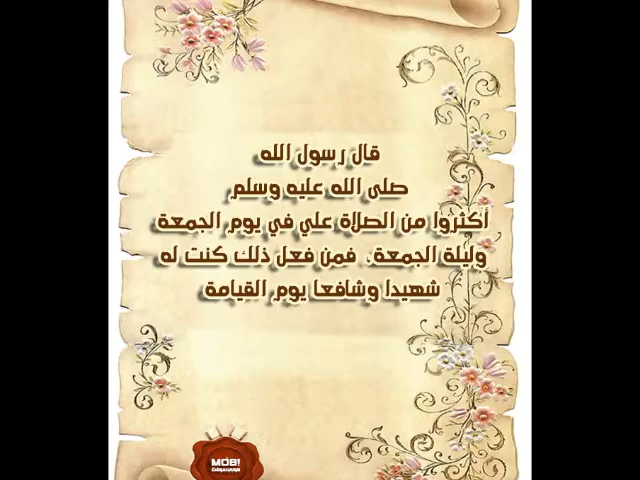 قال رسول الله
صلى الله عليه وسلم
أكثروا من الصلاة علي في يوم الجمعة
وليلة الجمعة، فمن فعل ذلك كنت له
شهيدا وشافعا يوم القيامة
MOBI